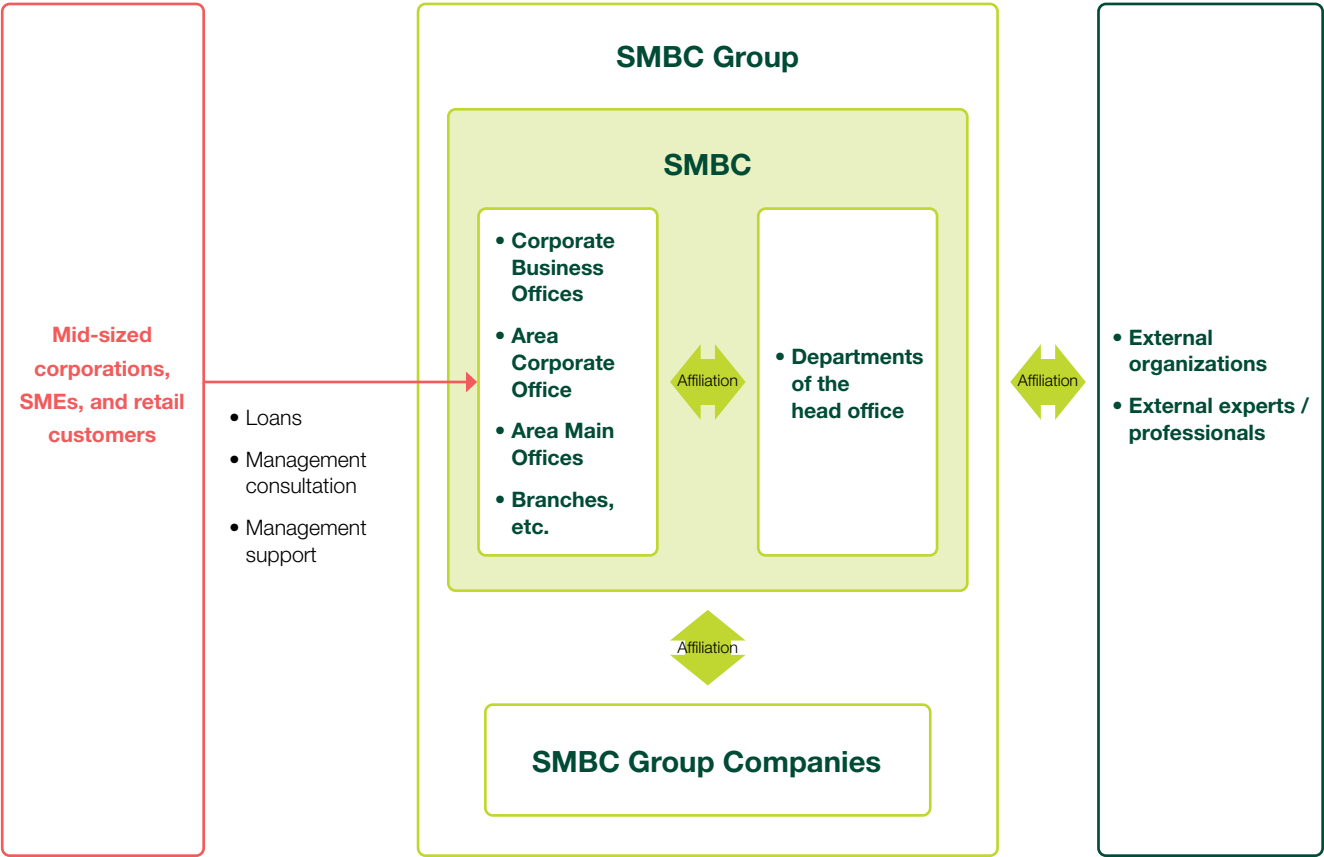 SMBC Group
SMBC
Mid-sized
corporations,
SMEs, and retail
customers
• Loans
• Management
consultation
• Management
support
• Corporate
Business
Offices
• Area
Corporate
Office
• Area Main
Offices
• Branches,
etc.
Affiliation
• Departments
of the
head office
Affiliation
• External
organizations
• External experts /
professionals
Affiliation
SMBC Group Companies